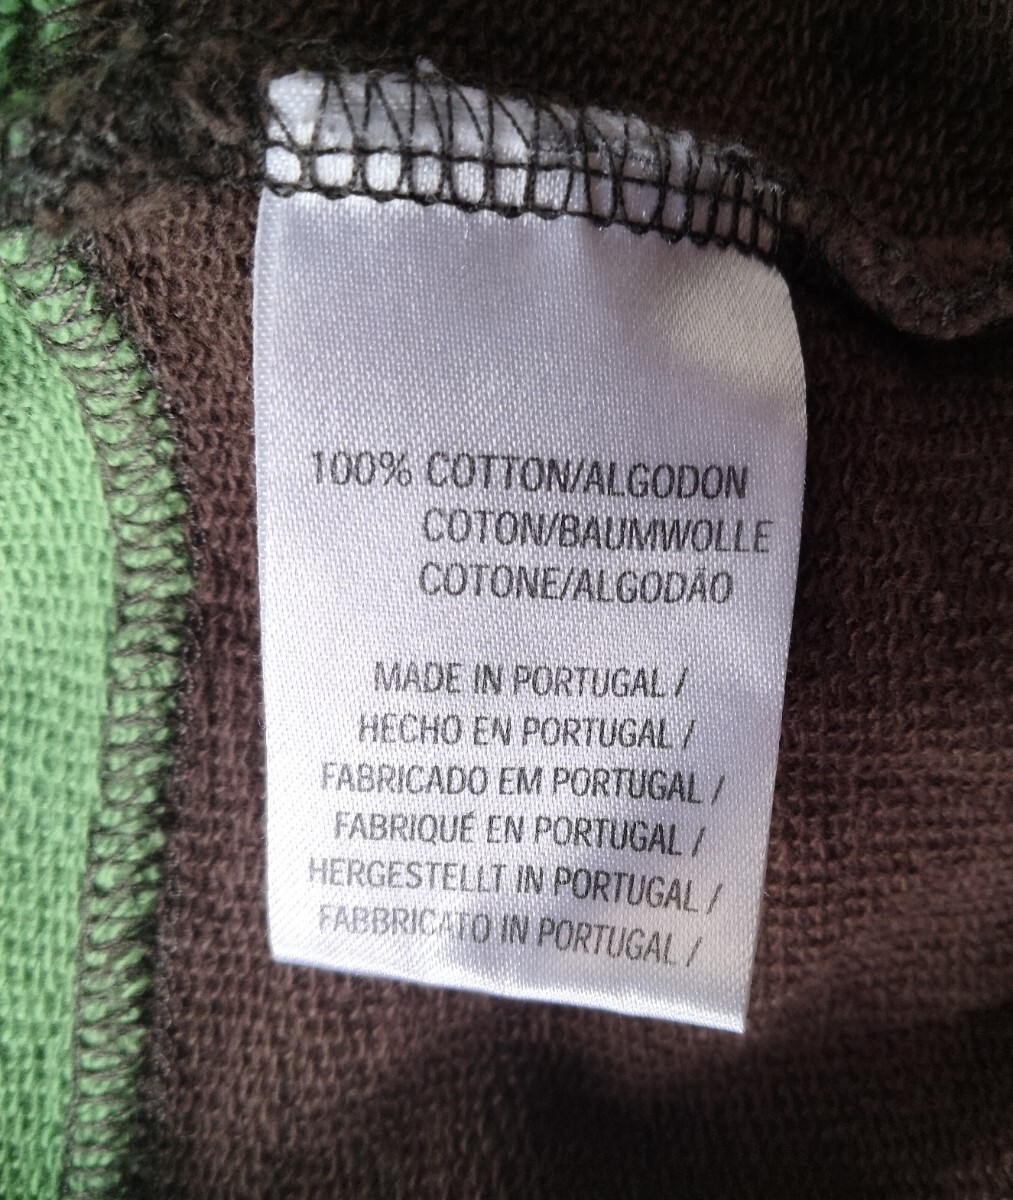 100% COTTON/ALGODON
COTON/BAUMWOLLE
COTONE/ALGODÃO
MADE IN PORTUGAL /
HECHO EN PORTUGAL /
FABRICADO EM PORTUGAL /
FABRIQUÉ EN PORTUGAL /
HERGESTELLT IN PORTUGAL /
FABBRICATO IN PORTUGAL /